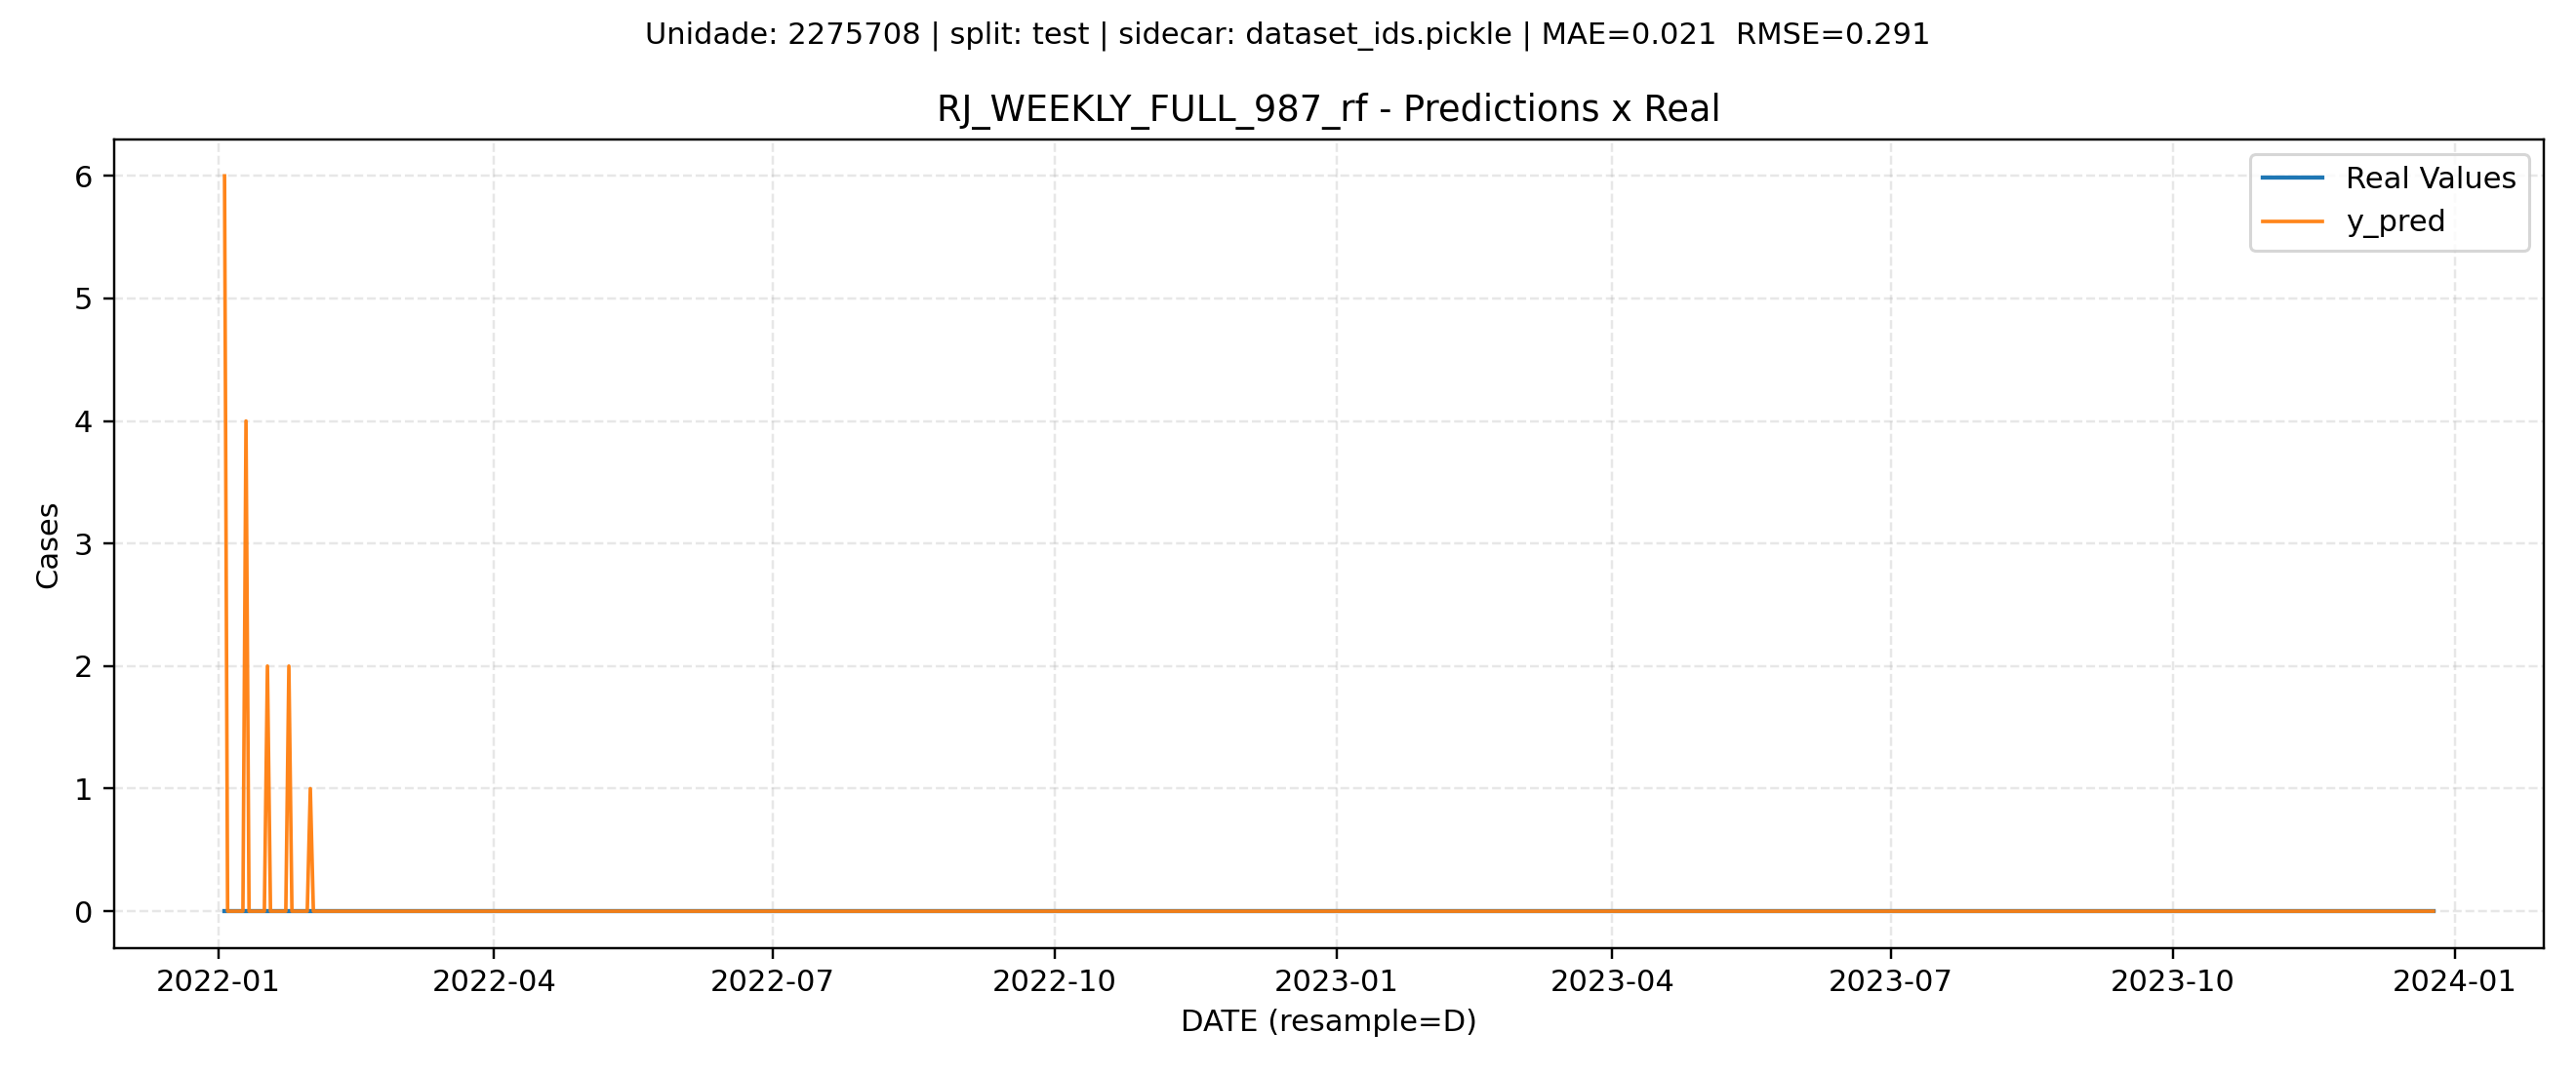 Unidade: 2275708 | split: test | sidecar: dataset_ids.pickle | MAE=0.021  RMSE=0.291
RJ_WEEKLY_FULL_987_rf - Predictions x Real
Real Values
y_pred
6
5
4
3
2
1
0
Cases
2022-01
2022-04
2022-07
2022-10
2023-01
2023-04
2023-07
2023-10
2024-01
DATE (resample=D)